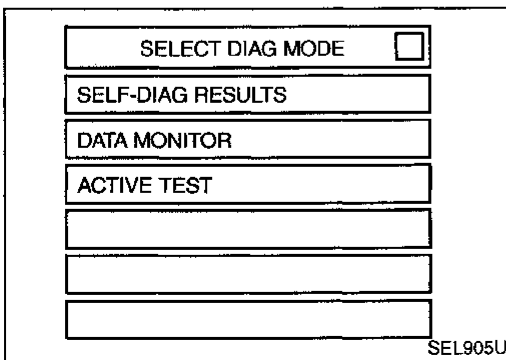 SELECT DIAG MODE
SELF-DIAG RESULTS
DATA MONITOR
ACTIVE TEST
SEL905U